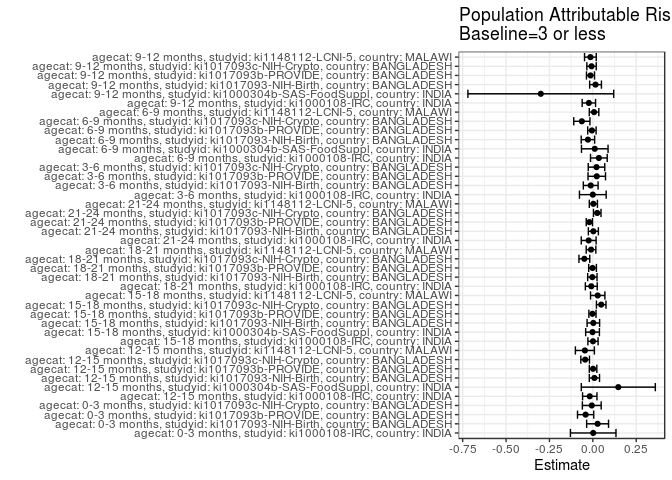 Population Attributable Ris
Baseline=3 or less
agecat: 9-12 months, studyid: ki1148112-LCNI-5, country: MALAWI
agecat: 9-12 months, studyid: ki1017093c-NIH-Crypto, country: BANGLADESH
agecat: 9-12 months, studyid: ki1017093b-PROVIDE, country: BANGLADESH
agecat: 9-12 months, studyid: ki1017093-NIH-Birth, country: BANGLADESH
agecat: 9-12 months, studyid: ki1000304b-SAS-FoodSuppl, country: INDIA
agecat: 9-12 months, studyid: ki1000108-IRC, country: INDIA
agecat: 6-9 months, studyid: ki1148112-LCNI-5, country: MALAWI
agecat: 6-9 months, studyid: ki1017093c-NIH-Crypto, country: BANGLADESH
agecat: 6-9 months, studyid: ki1017093b-PROVIDE, country: BANGLADESH
agecat: 6-9 months, studyid: ki1017093-NIH-Birth, country: BANGLADESH
agecat: 6-9 months, studyid: ki1000304b-SAS-FoodSuppl, country: INDIA
agecat: 6-9 months, studyid: ki1000108-IRC, country: INDIA
agecat: 3-6 months, studyid: ki1017093c-NIH-Crypto, country: BANGLADESH
agecat: 3-6 months, studyid: ki1017093b-PROVIDE, country: BANGLADESH
agecat: 3-6 months, studyid: ki1017093-NIH-Birth, country: BANGLADESH
agecat: 3-6 months, studyid: ki1000108-IRC, country: INDIA
agecat: 21-24 months, studyid: ki1148112-LCNI-5, country: MALAWI
agecat: 21-24 months, studyid: ki1017093c-NIH-Crypto, country: BANGLADESH
agecat: 21-24 months, studyid: ki1017093b-PROVIDE, country: BANGLADESH
agecat: 21-24 months, studyid: ki1017093-NIH-Birth, country: BANGLADESH
agecat: 21-24 months, studyid: ki1000108-IRC, country: INDIA
agecat: 18-21 months, studyid: ki1148112-LCNI-5, country: MALAWI
agecat: 18-21 months, studyid: ki1017093c-NIH-Crypto, country: BANGLADESH
agecat: 18-21 months, studyid: ki1017093b-PROVIDE, country: BANGLADESH
agecat: 18-21 months, studyid: ki1017093-NIH-Birth, country: BANGLADESH
agecat: 18-21 months, studyid: ki1000108-IRC, country: INDIA
agecat: 15-18 months, studyid: ki1148112-LCNI-5, country: MALAWI
agecat: 15-18 months, studyid: ki1017093c-NIH-Crypto, country: BANGLADESH
agecat: 15-18 months, studyid: ki1017093b-PROVIDE, country: BANGLADESH
agecat: 15-18 months, studyid: ki1017093-NIH-Birth, country: BANGLADESH
agecat: 15-18 months, studyid: ki1000304b-SAS-FoodSuppl, country: INDIA
agecat: 15-18 months, studyid: ki1000108-IRC, country: INDIA
agecat: 12-15 months, studyid: ki1148112-LCNI-5, country: MALAWI
agecat: 12-15 months, studyid: ki1017093c-NIH-Crypto, country: BANGLADESH
agecat: 12-15 months, studyid: ki1017093b-PROVIDE, country: BANGLADESH
agecat: 12-15 months, studyid: ki1017093-NIH-Birth, country: BANGLADESH
agecat: 12-15 months, studyid: ki1000304b-SAS-FoodSuppl, country: INDIA
agecat: 12-15 months, studyid: ki1000108-IRC, country: INDIA
agecat: 0-3 months, studyid: ki1017093c-NIH-Crypto, country: BANGLADESH
agecat: 0-3 months, studyid: ki1017093b-PROVIDE, country: BANGLADESH
agecat: 0-3 months, studyid: ki1017093-NIH-Birth, country: BANGLADESH
agecat: 0-3 months, studyid: ki1000108-IRC, country: INDIA
-0.75 -0.50 -0.25 0.00 0.25
Estimate